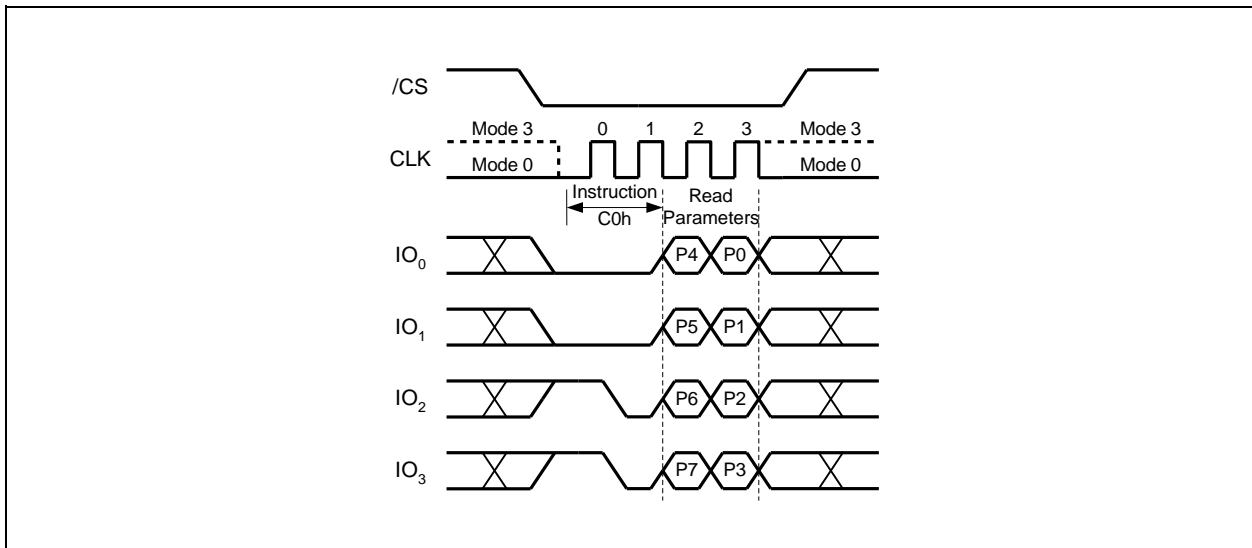 /CS
Mode 3 0 1 2 3 Mode 3
CLK Mode 0 Mode 0
Instruction Read
C0h Parameters
IO0 P4 P0
IO1 P5 P1
IO2 P6 P2
IO3 P7 P3